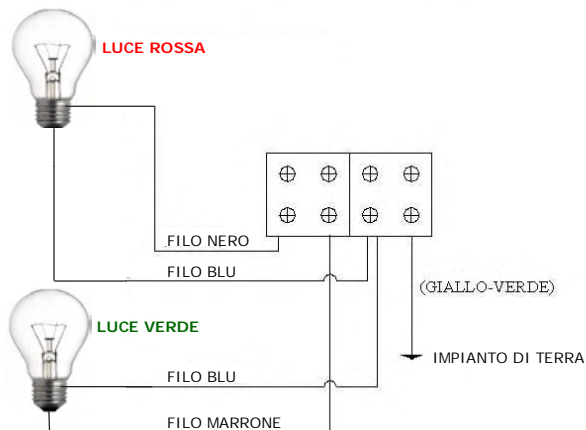 LUCE ROSSA
FILO NERO
FILO BLU
(GIALLO-VERDE)
LUCE VERDE
IMPIANTO DI TERRA
FILO BLU
FILO MARRONE